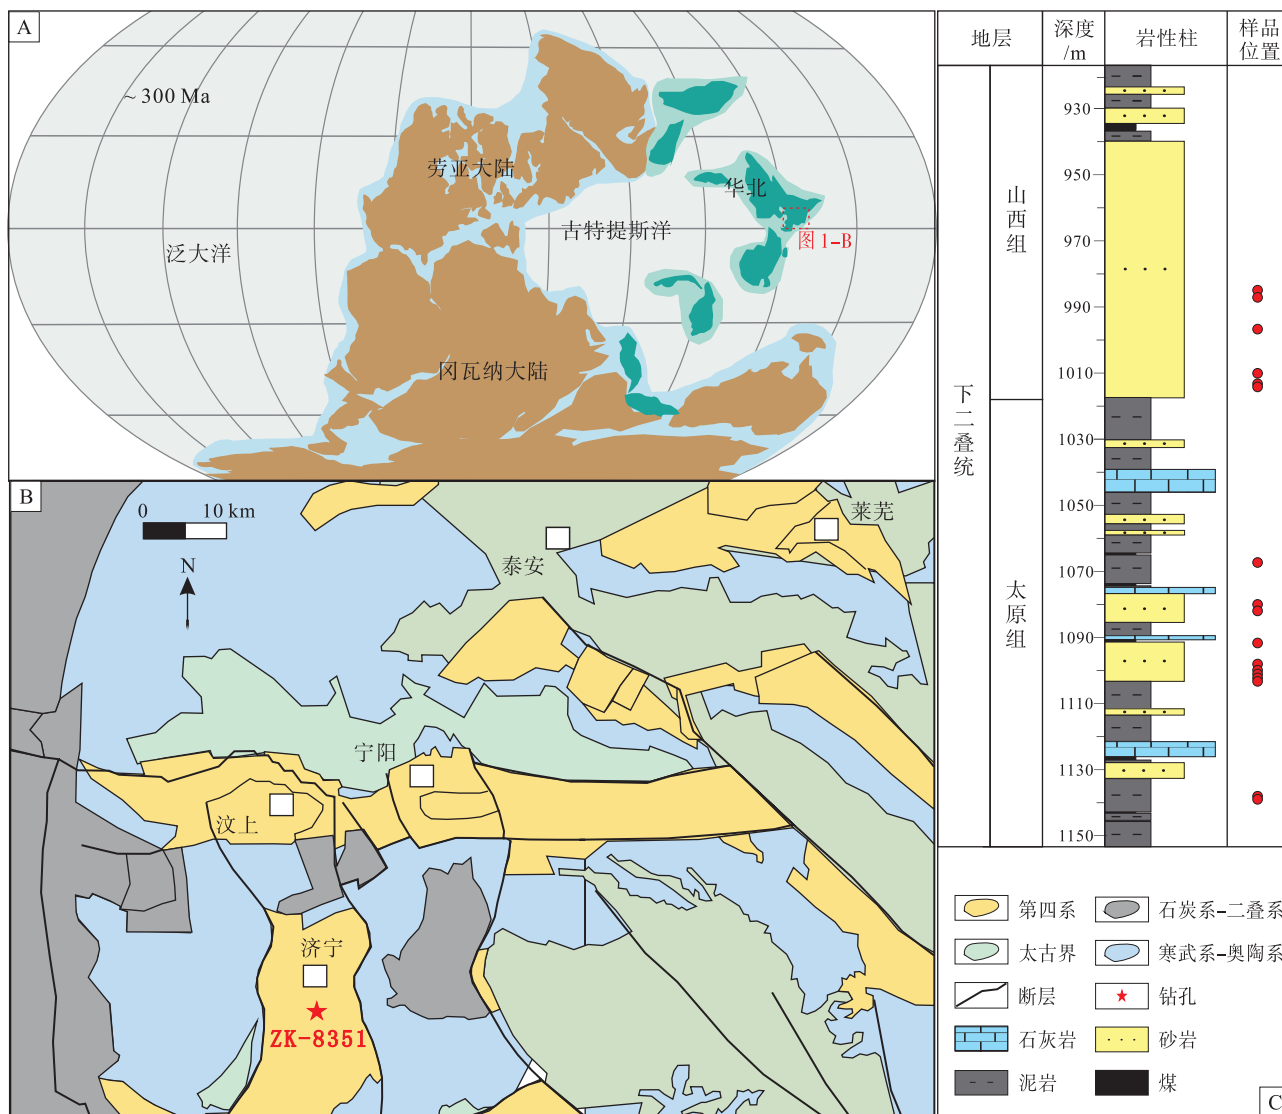 A
~ 300 Ma
劳亚大陆
华北
古特提斯洋
图 1-B
泛大洋
冈瓦纳大陆
B
0 10 km
N
莱芜
泰安
宁阳
汶上
济宁
ZK-8351
地层
深度
/m
岩性柱
样品
位置
930
950
山西组
970
990
1010
下二叠统
1030
1050
1070
太原组
1090
1110
1130
1150
第四系
石炭系-二叠系
太古界
寒武系-奥陶系
断层
钻孔
石灰岩
砂岩
泥岩
煤
C